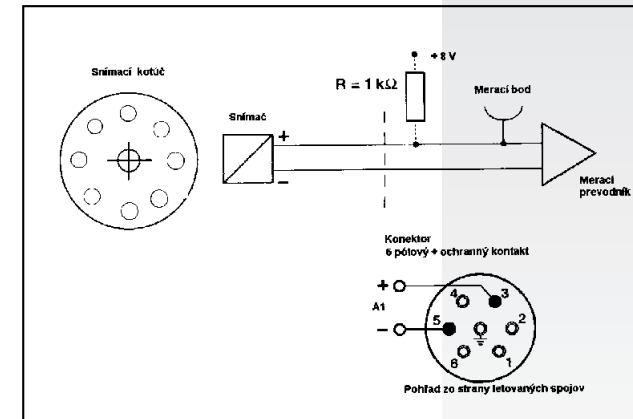 + 8 V
Snímací kotúč
R = 1 kΩ
Merací bod
Snímač
+
−
Merací
prevodník
Konektor
6 pólový + ochranný kontakt
+
A1
−
4
3
5
2
6
1
Pohľad zo strany letovaných spojov